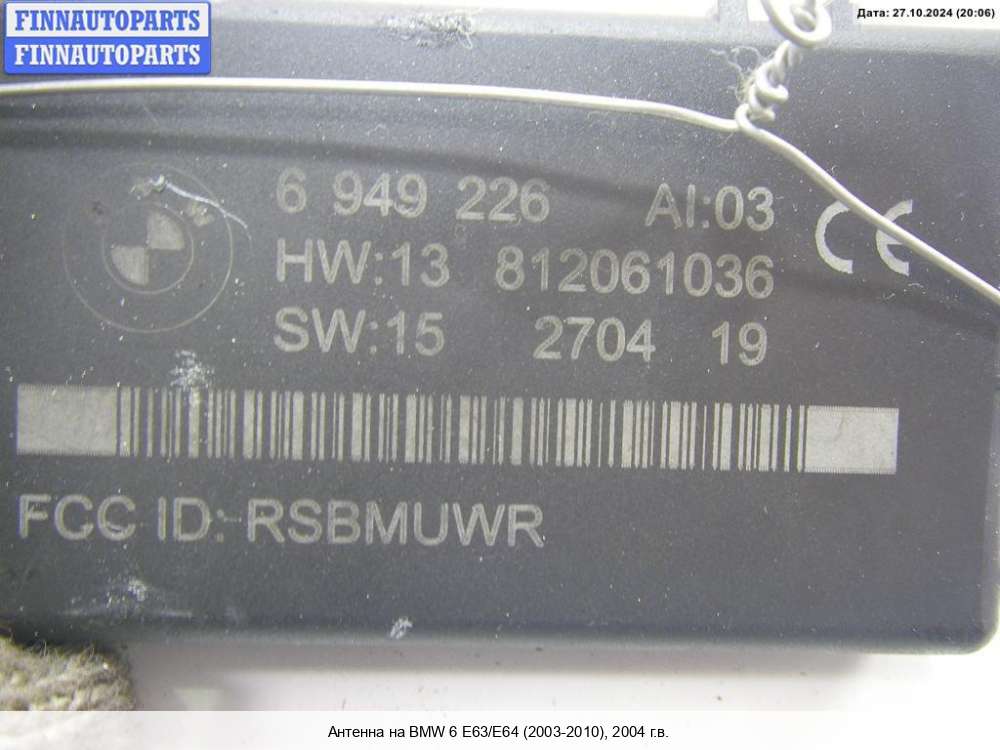 FINNAUTOPARTS
FINNAUTOPARTS
Дата: 27.10.2024 (20:06)
6 949 226 AI:03
HW:13 812061036
SW:15 2704 19
CE
FCC ID: RSBMUWR
Антенна на BMW 6 E63/E64 (2003-2010), 2004 г.в.